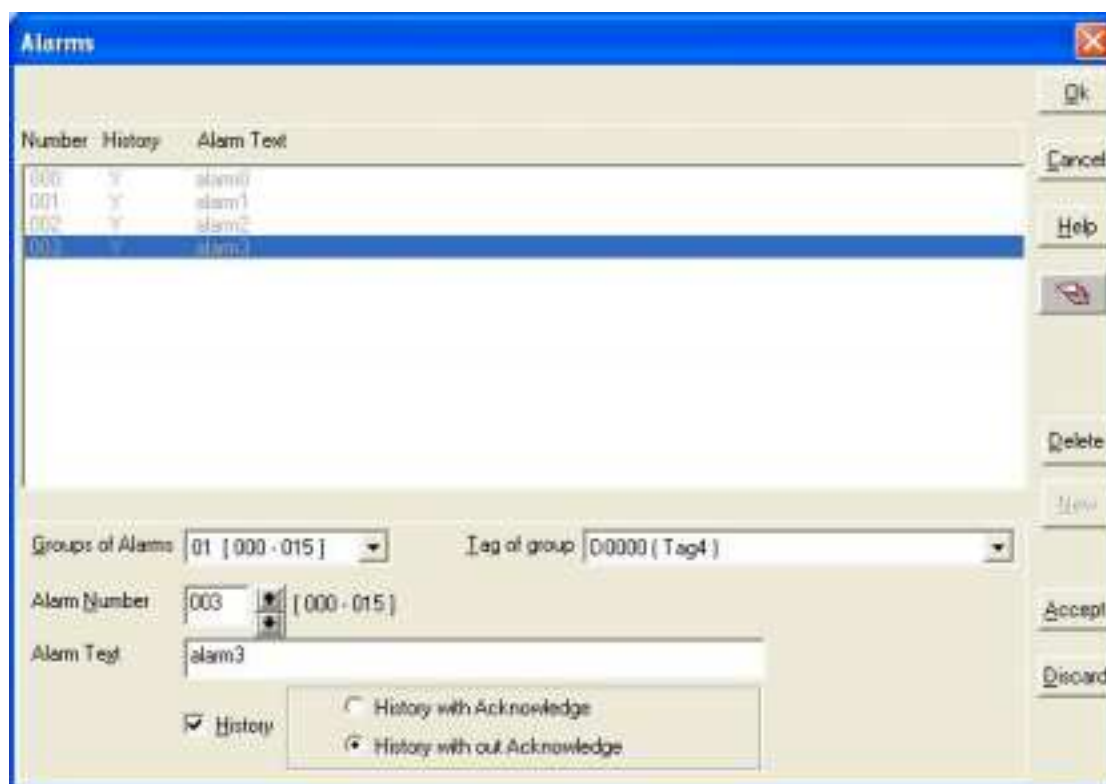 Alarms
Ok
Number History Alarm Text
Cancel
000 Y alarm0
001 Y alarm1
002 Y alarm2
Help
003 Y alarm3
Delete
New
Groups of Alarms 01 [ 000 - 015 ] Tag of group D0000 ( Tag4 )
Alarm Number 003 [ 000 - 015 ]
Accept
Alarm Text alarm3
Discard
History with Acknowledge
History
History with out Acknowledge